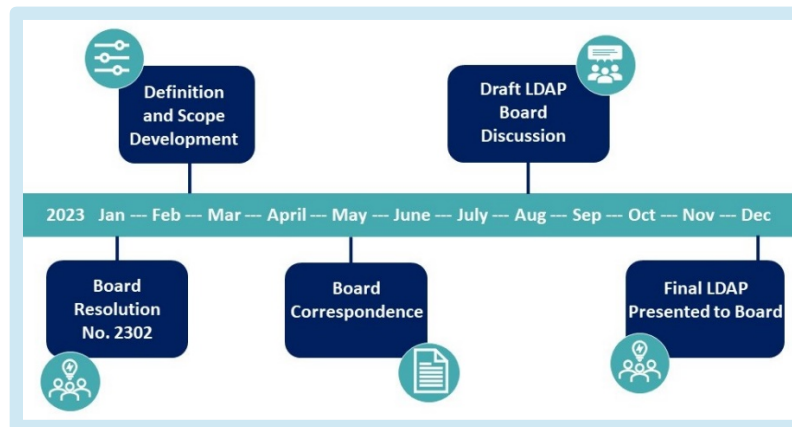 Definition
and Scope
Development
Draft LDAP
Board
Discussion
2023 Jan --- Feb --- Mar --- April --- May --- June --- July --- Aug --- Sep --- Oct --- Nov --- Dec
Board
Resolution
No. 2302
Board
Correspondence
Final LDAP
Presented to Board